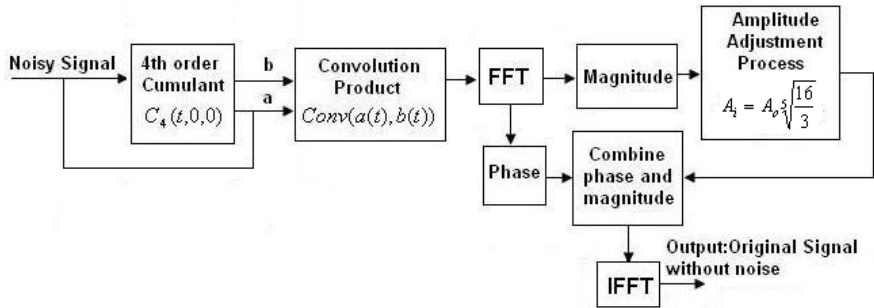 Noisy Signal
4th order
Cumulant
C₄(t,0,0)
b
a
Convolution
Product
Conv(a(t),b(t))
FFT
Magnitude
Amplitude
Adjustment
Process
Aᵢ = Aₒ ⁵√(16/3)
Phase
Combine
phase and
magnitude
IFFT
Output:Original Signal
without noise